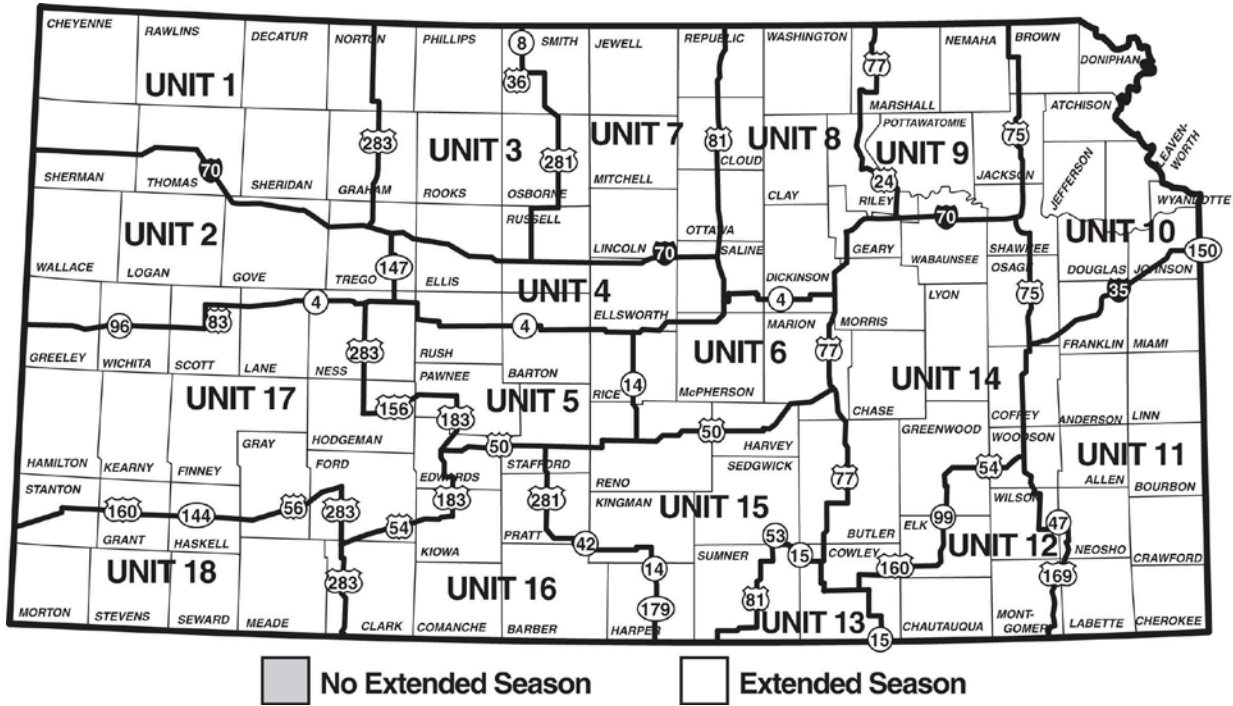 CHEYENNE
RAWLINS
DECATUR
NORTON
PHILLIPS
8
SMITH
JEWELL
REPUBLIC
WASHINGTON
NEMAHA
BROWN
DONIPHAN
UNIT 1
36
77
MARSHALL
ATCHISON
283
UNIT 3
281
UNIT 7
81
UNIT 8
POTTAWATOMIE
UNIT 9
75
LEAVEN-
WORTH
SHERMAN
THOMAS
70
SHERIDAN
GRAHAM
ROOKS
OSBORNE
MITCHELL
CLOUD
CLAY
24
RILEY
JACKSON
JEFFERSON
WYANDOTTE
RUSSELL
UNIT 2
LINCOLN
70
OTTAWA
SALINE
GEARY
70
SHAWNEE
UNIT 10
150
WALLACE
LOGAN
GOVE
TREGO
147
ELLIS
UNIT 4
DICKINSON
WABAUNSEE
OSAGE
DOUGLAS
JOHNSON
96
83
4
4
ELLSWORTH
4
MORRIS
LYON
75
35
GREELEY
WICHITA
SCOTT
LANE
NESS
283
RUSH
BARTON
UNIT 6
MARION
77
FRANKLIN
MIAMI
UNIT 17
156
PAWNEE
183
UNIT 5
RICE
14
McPHERSON
CHASE
UNIT 14
COFFEY
ANDERSON
LINN
HAMILTON
KEARNY
FINNEY
GRAY
HODGEMAN
50
STAFFORD
50
HARVEY
GREENWOOD
WOODSON
UNIT 11
STANTON
FORD
EDWARDS
RENO
SEDGWICK
54
ALLEN
BOURBON
160
144
56
283
183
281
KINGMAN
UNIT 15
77
WILSON
GRANT
HASKELL
54
KIOWA
PRATT
42
53
BUTLER
ELK
99
47
NEOSHO
UNIT 18
283
UNIT 16
14
SUMNER
15
COWLEY
160
UNIT 12
169
CRAWFORD
MORTON
STEVENS
SEWARD
MEADE
CLARK
COMANCHE
BARBER
HARPER
179
81
UNIT 13
15
CHAUTAUQUA
MONT-
GOMERY
LABETTE
CHEROKEE
No Extended Season
Extended Season